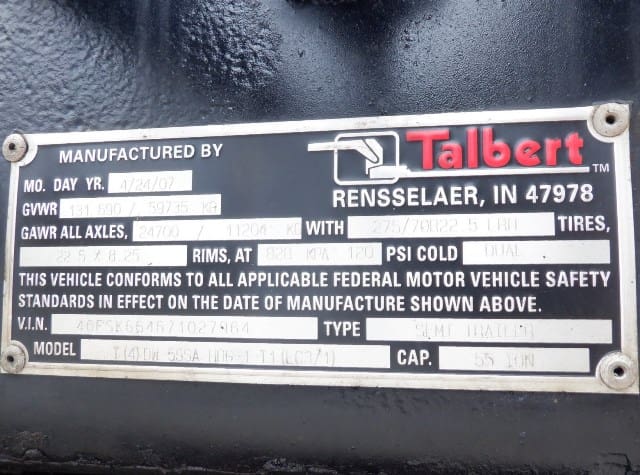 MANUFACTURED BY Talbert TM
MO. DAY YR. 4/24/07 RENSSELAER, IN 47978
GVWR 131 690 / 59735 KG
GAWR ALL AXLES, 24700 / 11204 KG WITH 275/70R22.5 LRH TIRES,
22.5 X 8.25 RIMS, AT 820 KPA 120 PSI COLD DUAL
THIS VEHICLE CONFORMS TO ALL APPLICABLE FEDERAL MOTOR VEHICLE SAFETY
STANDARDS IN EFFECT ON THE DATE OF MANUFACTURE SHOWN ABOVE.
V.I.N. TYPE SEMI TRAILER
MODEL CAP. 55 TON